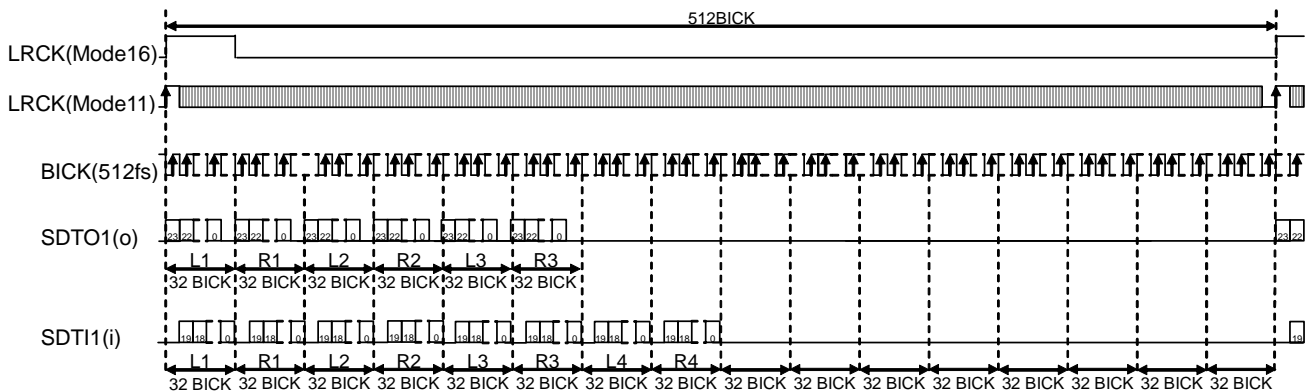 512BICK
LRCK(Mode16)
LRCK(Mode11)
BICK(512fs)
SDTO1(o)
23 22 0 23 22 0 23 22 0 23 22 0 23 22 0 23 22 0 23 22
L1 R1 L2 R2 L3 R3
32 BICK 32 BICK 32 BICK 32 BICK 32 BICK 32 BICK
SDTI1(i)
19 18 0 19 18 0 19 18 0 19 18 0 19 18 0 19 18 0 19 18 0 19 18 0 19
L1 R1 L2 R2 L3 R3 L4 R4
32 BICK 32 BICK 32 BICK 32 BICK 32 BICK 32 BICK 32 BICK 32 BICK 32 BICK 32 BICK 32 BICK 32 BICK 32 BICK 32 BICK 32 BICK 32 BICK